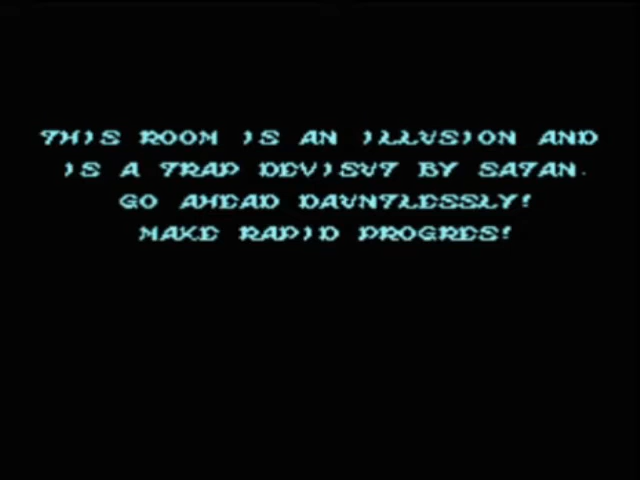 THIS ROOM IS AN ILLUSION AND
IS A TRAP DEVISUT BY SATAN.
GO AHEAD DAUNTLESSLY!
MAKE RAPID PROGRES!